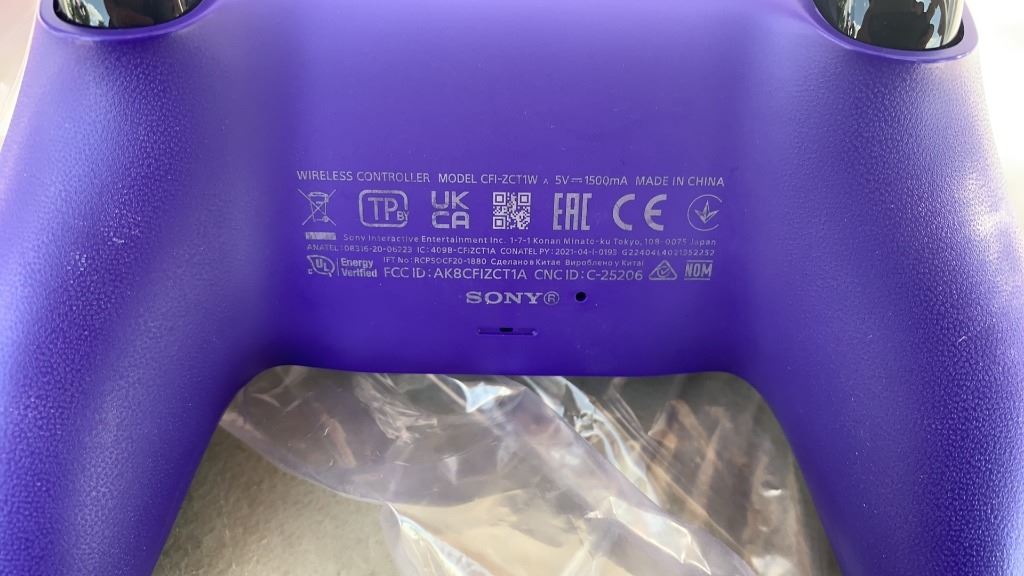 WIRELESS CONTROLLER MODEL CFI-ZCT1W A 5V⎓1500mA MADE IN CHINA
TP BY UK CA EAC CE
Sony Interactive Entertainment Inc. 1-7-1 Konan Minato-ku Tokyo, 108-0075 Japan
ANATEL: 08316-20-06223 IC: 409B-CFIZCT1A CONATEL PY: 2021-04-I-0193
UL Energy Verified
IFT No: RCPSOCF20-1880 Сделано в Китае Вироблено у Китаї
FCC ID: AK8CFIZCT1A CNC ID: C-25206 NOM
SONY®